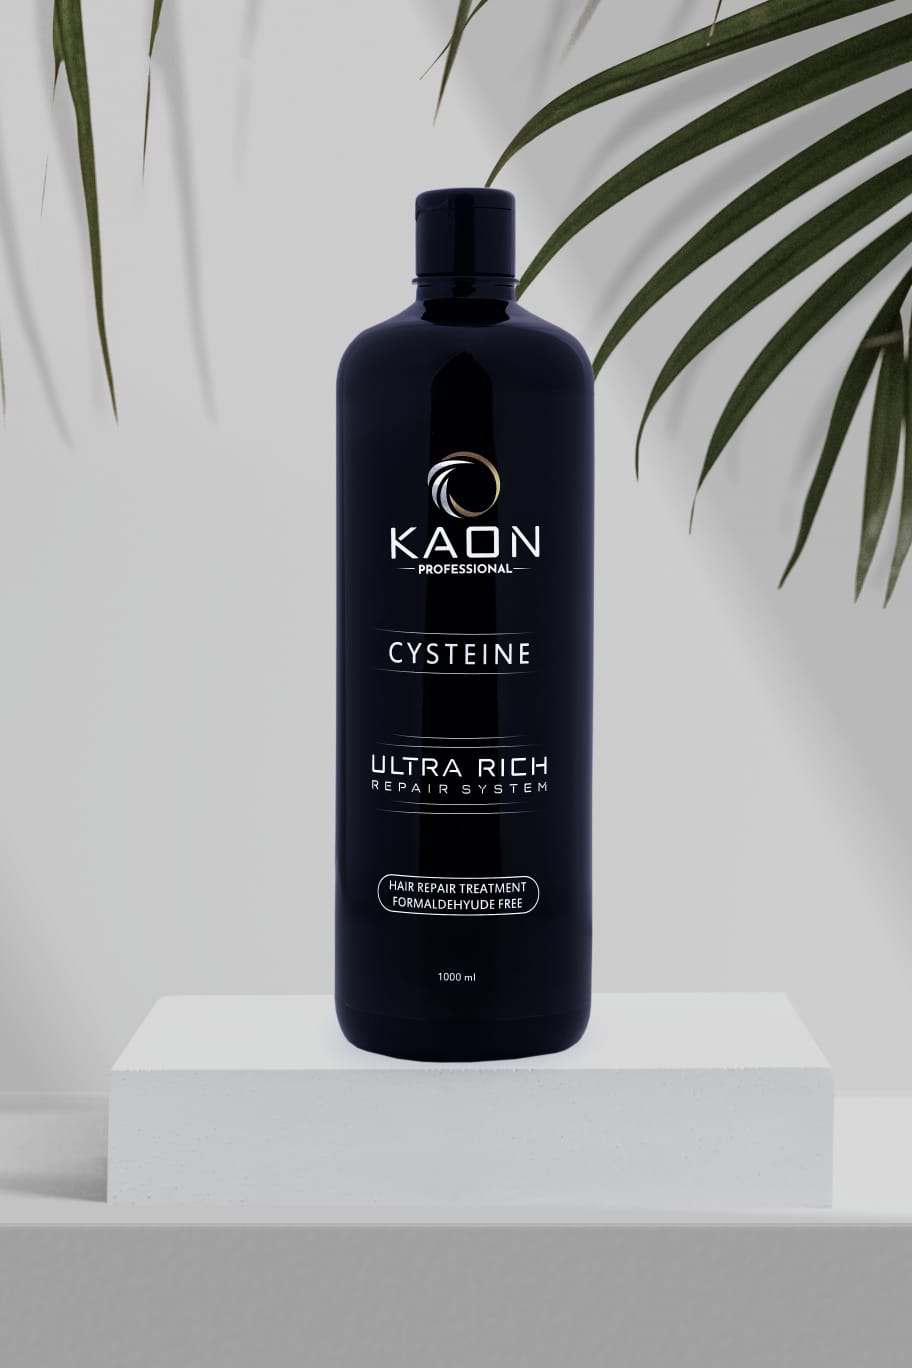 KAON
PROFESSIONAL
CYSTEINE
ULTRA RICH
REPAIR SYSTEM
HAIR REPAIR TREATMENT
FORMALDEHYUDE FREE
1000 ml